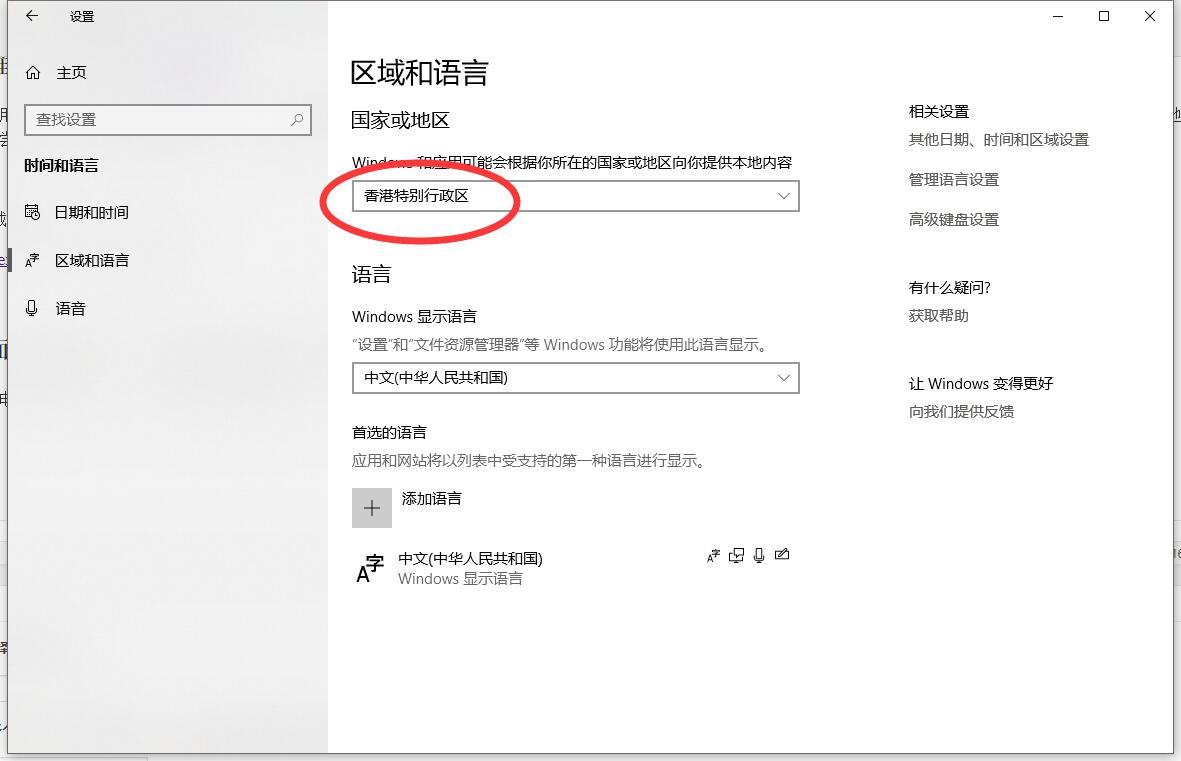 设置
主页
查找设置
时间和语言
日期和时间
区域和语言
语音
区域和语言
国家或地区
Windows 和应用可能会根据你所在的国家或地区向你提供本地内容
香港特别行政区
语言
Windows 显示语言
“设置”和“文件资源管理器”等 Windows 功能将使用此语言显示。
中文(中华人民共和国)
首选的语言
应用和网站将以列表中受支持的第一种语言进行显示。
添加语言
中文(中华人民共和国)
Windows 显示语言
相关设置
其他日期、时间和区域设置
管理语言设置
高级键盘设置
有什么疑问?
获取帮助
让 Windows 变得更好
向我们提供反馈